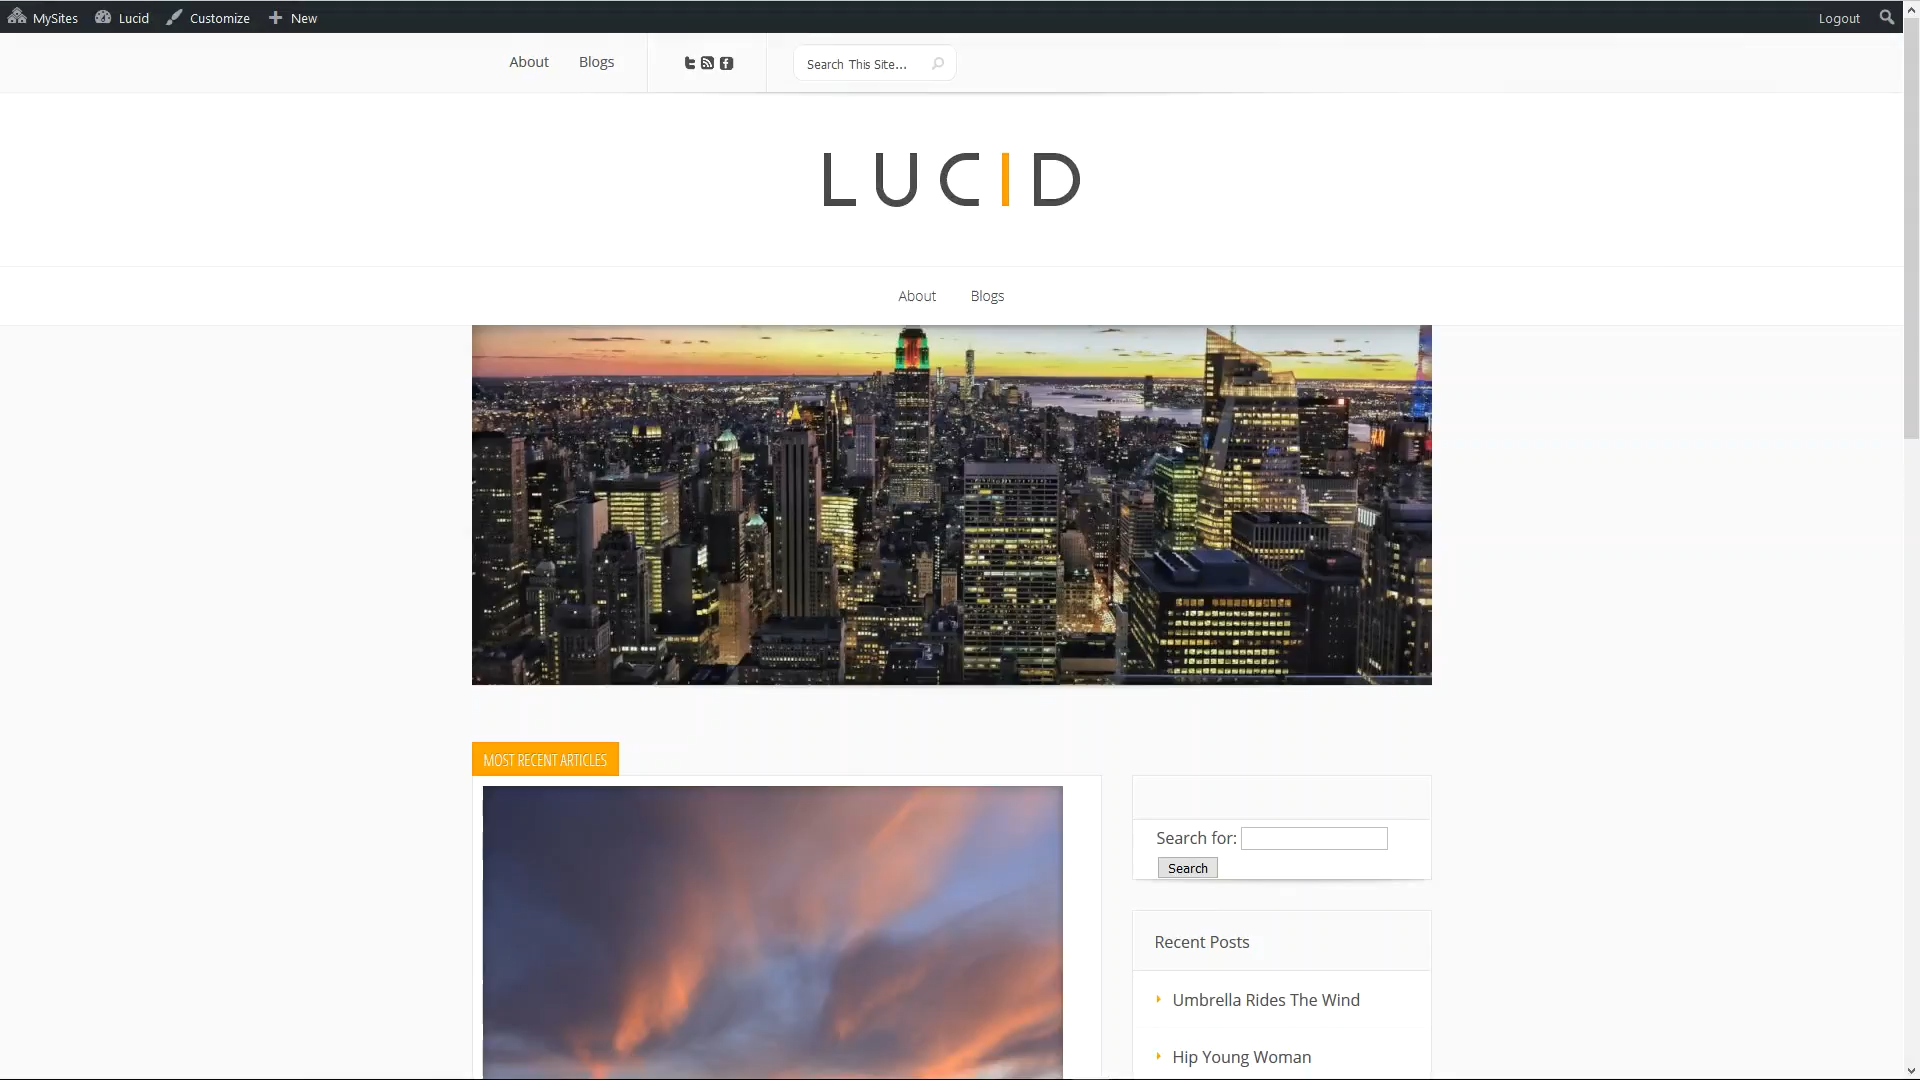 MySites Lucid Customize New Logout
About Blogs Search This Site...
LUCID
About Blogs
MOST RECENT ARTICLES
Search for:
Search
Recent Posts
Umbrella Rides The Wind
Hip Young Woman